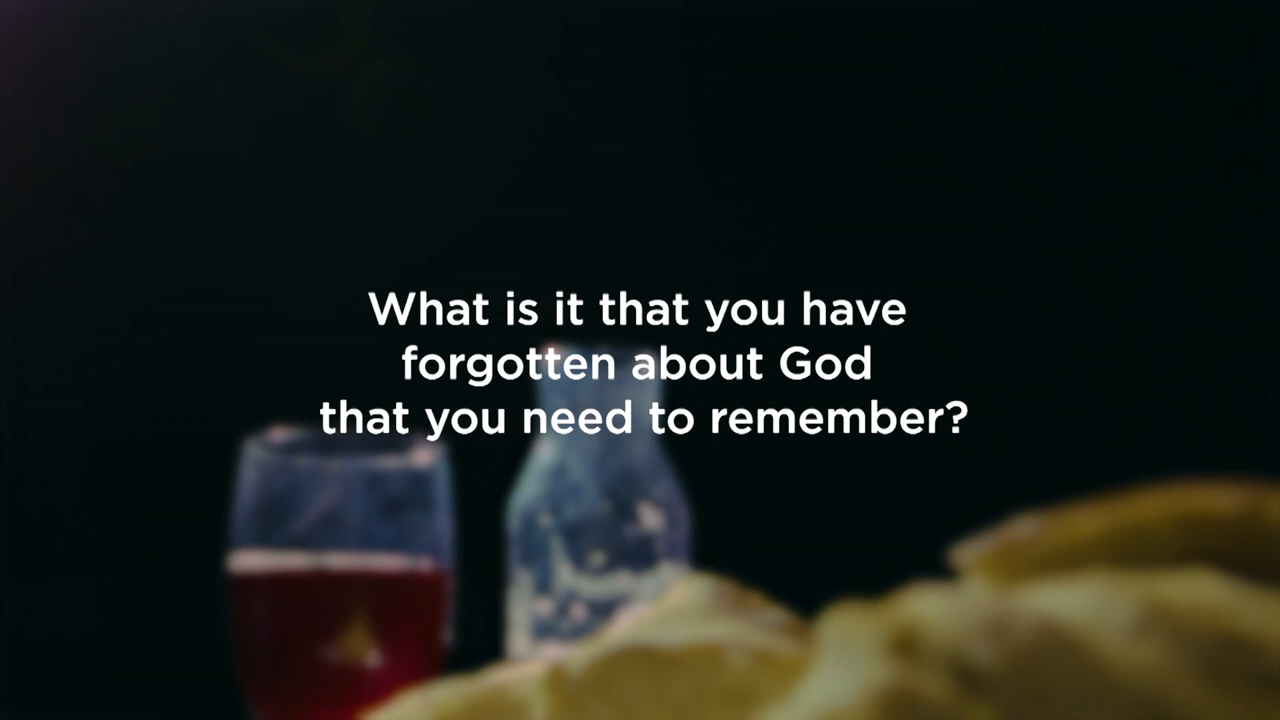 What is it that you have
forgotten about God
that you need to remember?